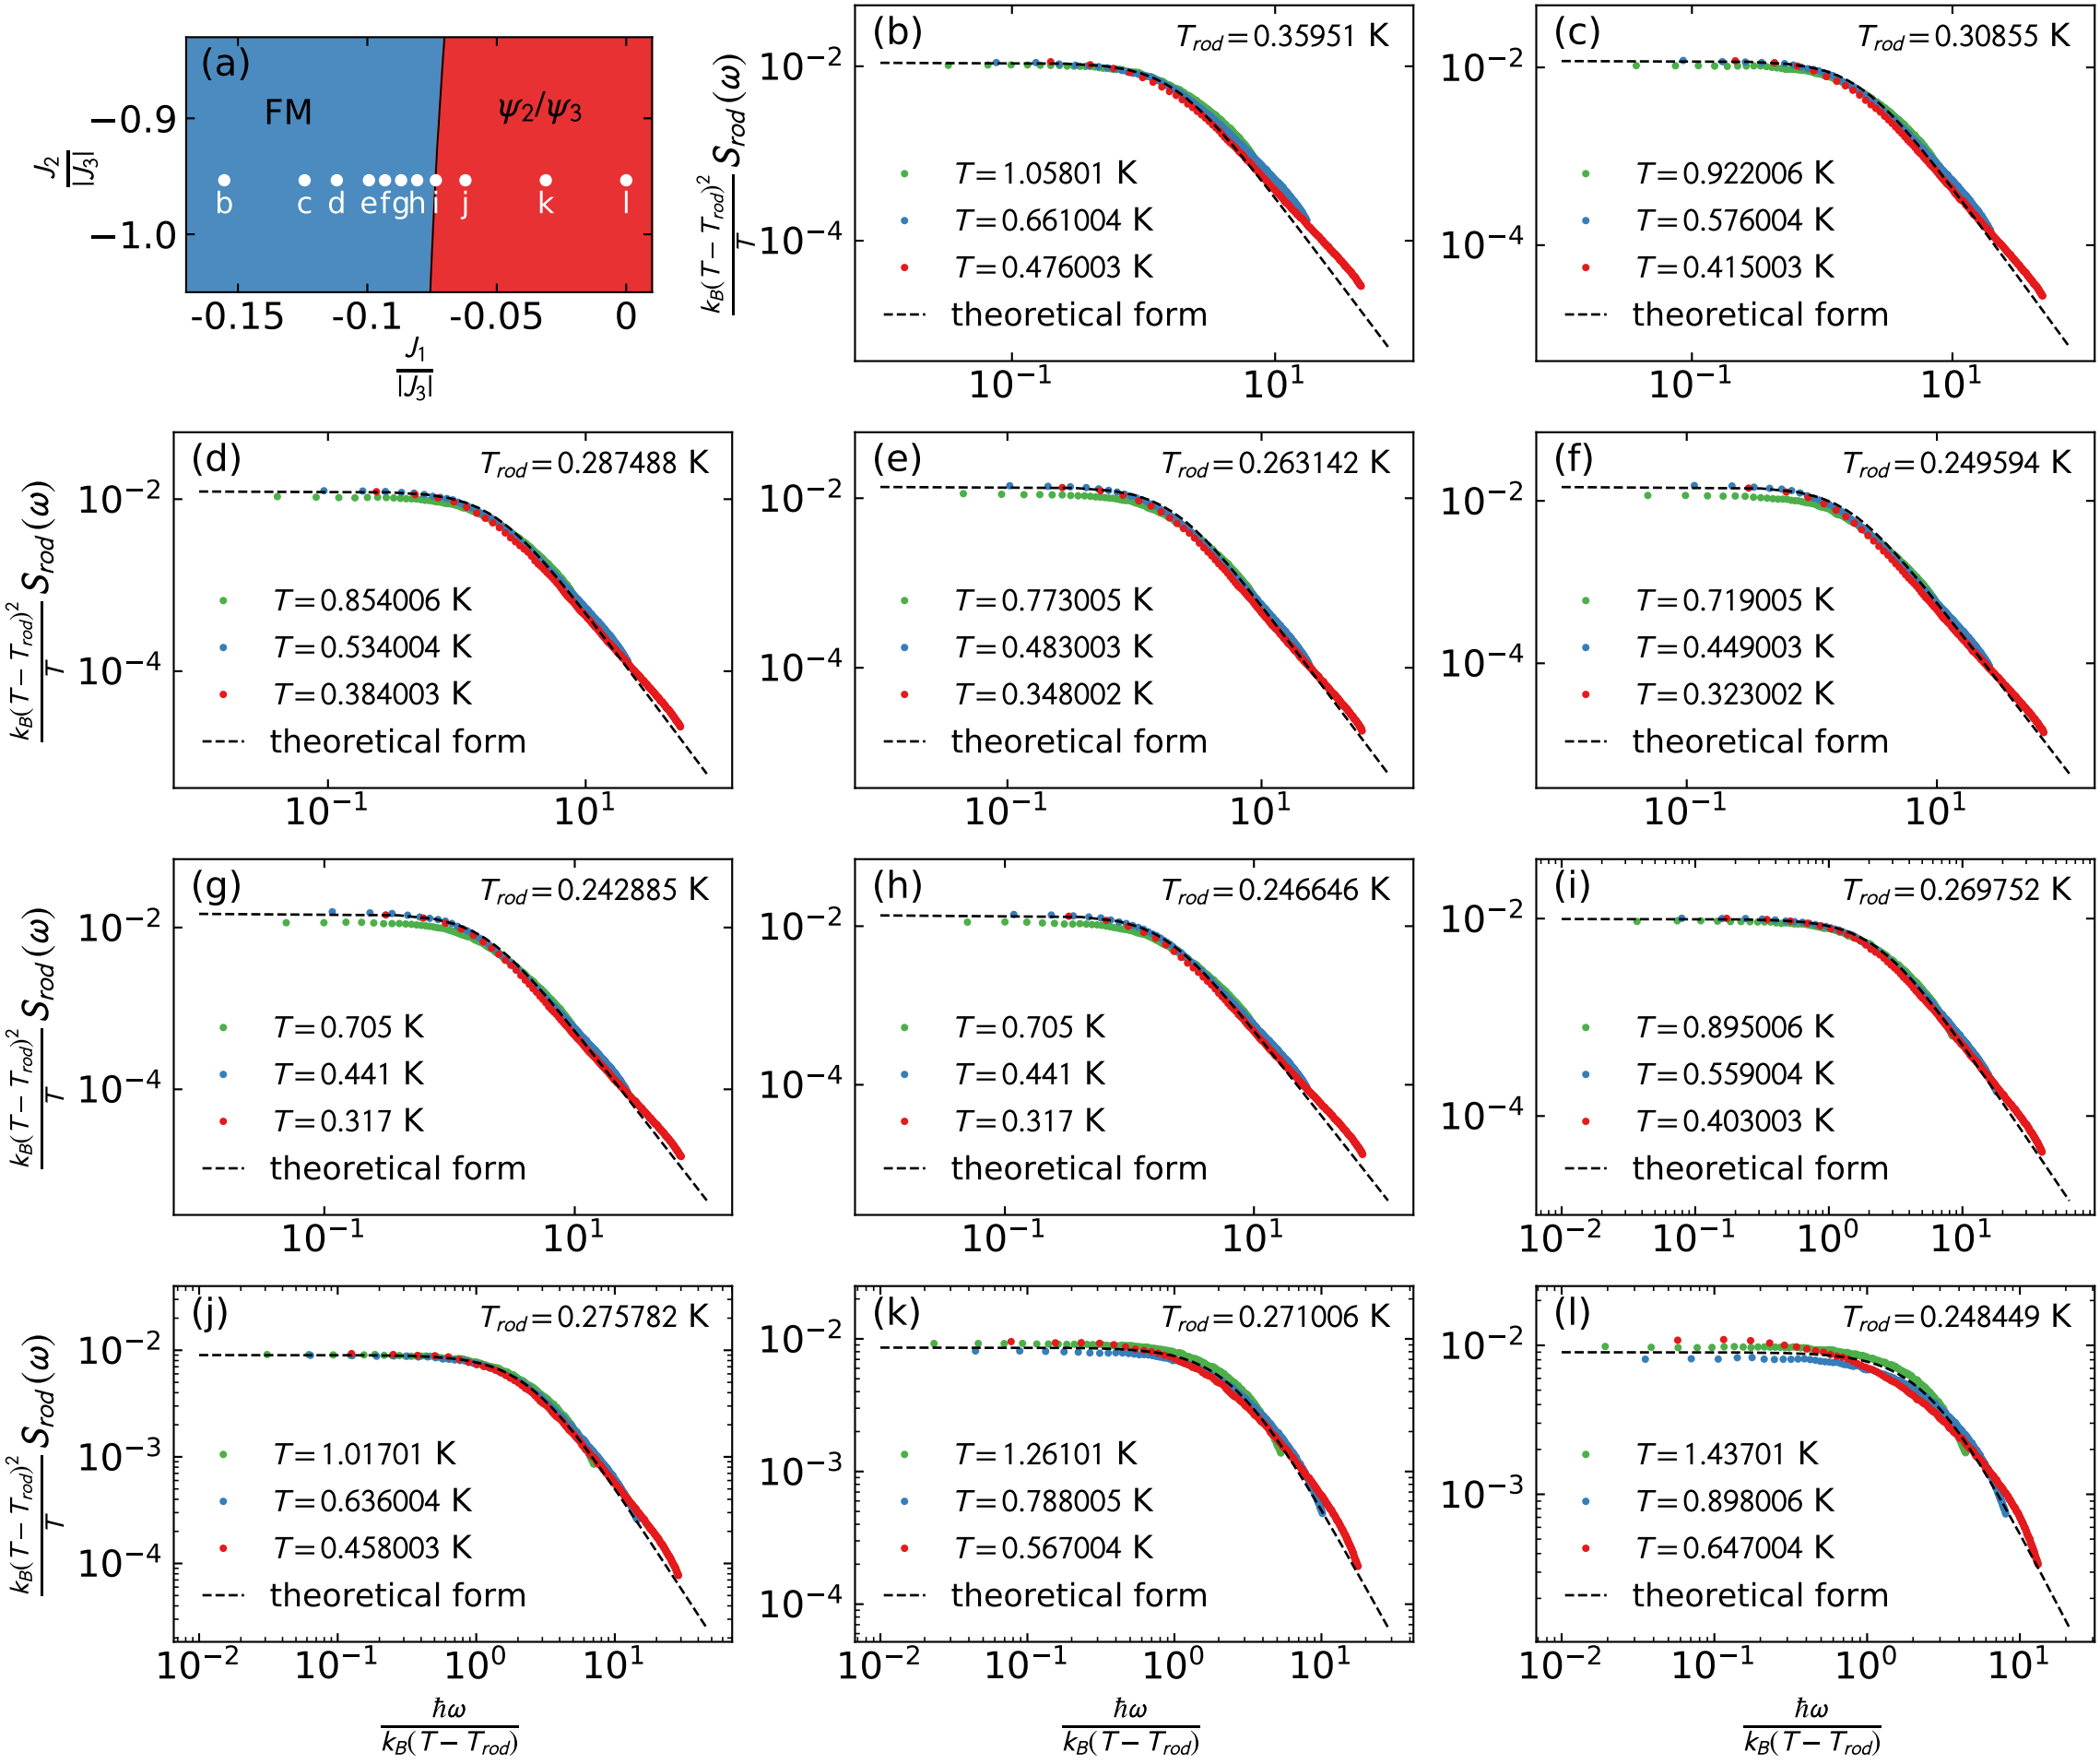 (a)
FM
ψ2/ψ3
b c d e f g h i j k l
−0.9
−1.0
J2/|J3|
-0.15 -0.1 -0.05 0
J1/|J3|
(b)
Trod=0.35951 K
T=1.05801 K
T=0.661004 K
T=0.476003 K
theoretical form
10−2
10−4
kB(T−Trod)2/T Srod(ω)
10−1 101
(c)
Trod=0.30855 K
T=0.922006 K
T=0.576004 K
T=0.415003 K
theoretical form
10−2
10−4
10−1 101
(d)
Trod=0.287488 K
T=0.854006 K
T=0.534004 K
T=0.384003 K
theoretical form
10−2
10−4
kB(T−Trod)2/T Srod(ω)
10−1 101
(e)
Trod=0.263142 K
T=0.773005 K
T=0.483003 K
T=0.348002 K
theoretical form
10−2
10−4
10−1 101
(f)
Trod=0.249594 K
T=0.719005 K
T=0.449003 K
T=0.323002 K
theoretical form
10−2
10−4
10−1 101
(g)
Trod=0.242885 K
T=0.705 K
T=0.441 K
T=0.317 K
theoretical form
10−2
10−4
kB(T−Trod)2/T Srod(ω)
10−1 101
(h)
Trod=0.246646 K
T=0.705 K
T=0.441 K
T=0.317 K
theoretical form
10−2
10−4
10−1 101
(i)
Trod=0.269752 K
T=0.895006 K
T=0.559004 K
T=0.403003 K
theoretical form
10−2
10−4
10−2 10−1 100 101
(j)
Trod=0.275782 K
T=1.01701 K
T=0.636004 K
T=0.458003 K
theoretical form
10−2
10−3
10−4
kB(T−Trod)2/T Srod(ω)
10−2 10−1 100 101
ħω/kB(T−Trod)
(k)
Trod=0.271006 K
T=1.26101 K
T=0.788005 K
T=0.567004 K
theoretical form
10−2
10−3
10−4
10−2 10−1 100 101
ħω/kB(T−Trod)
(l)
Trod=0.248449 K
T=1.43701 K
T=0.898006 K
T=0.647004 K
theoretical form
10−2
10−3
10−2 10−1 100 101
ħω/kB(T−Trod)